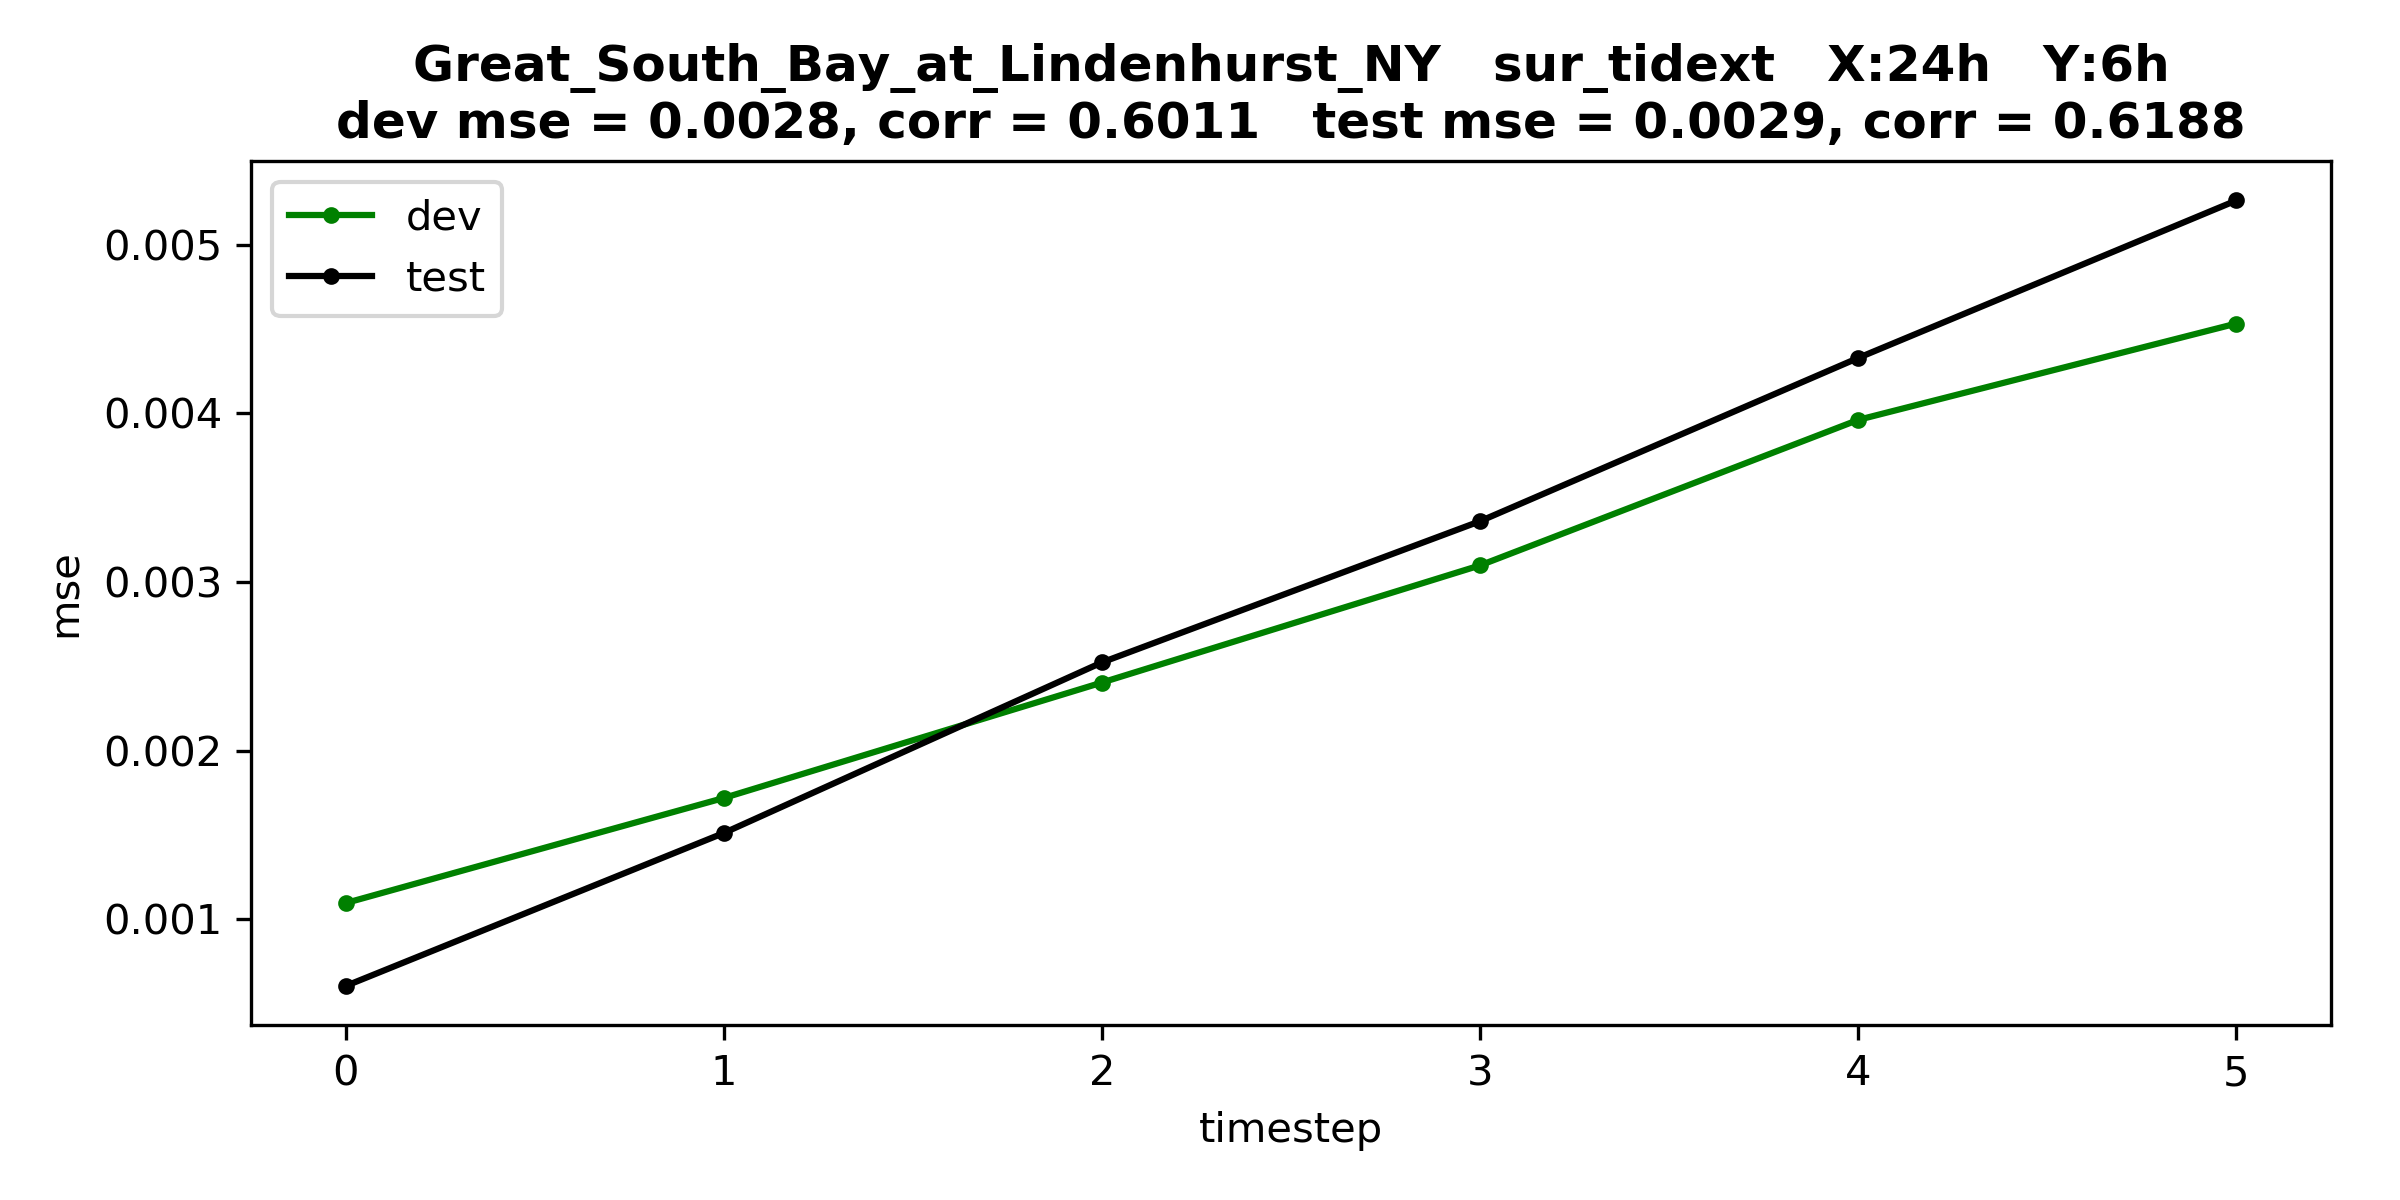 Great_South_Bay_at_Lindenhurst_NY   sur_tidext   X:24h   Y:6h
dev mse = 0.0028, corr = 0.6011   test mse = 0.0029, corr = 0.6188
dev
test
0.005
0.004
0.003
0.002
0.001
mse
0 1 2 3 4 5
timestep